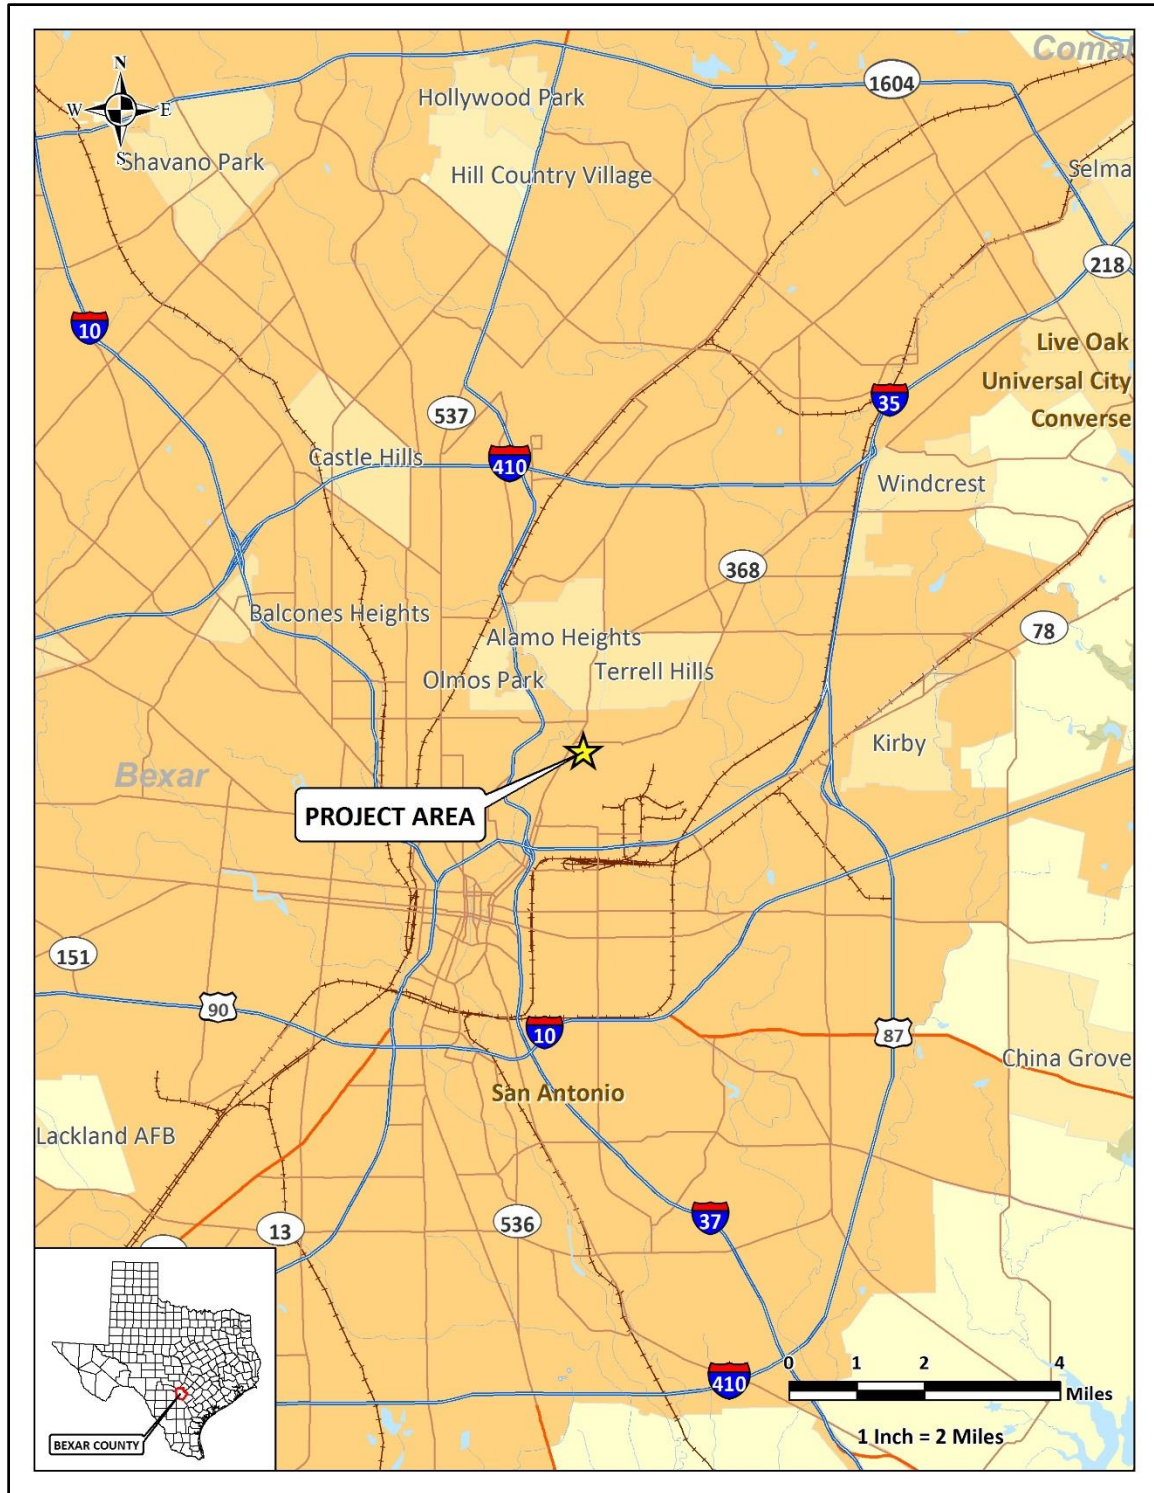 Comal
N
1604
Hollywood Park
W
E
S
Shavano Park
Selma
Hill Country Village
218
10
Live Oak
Universal City
Converse
35
537
Castle Hills
410
Windcrest
368
Balcones Heights
78
Alamo Heights
Terrell Hills
Olmos Park
Kirby
Bexar
PROJECT AREA
151
90
10
87
China Grove
San Antonio
Lackland AFB
13
536
37
410
0 1 2 4
Miles
1 Inch = 2 Miles
BEXAR COUNTY